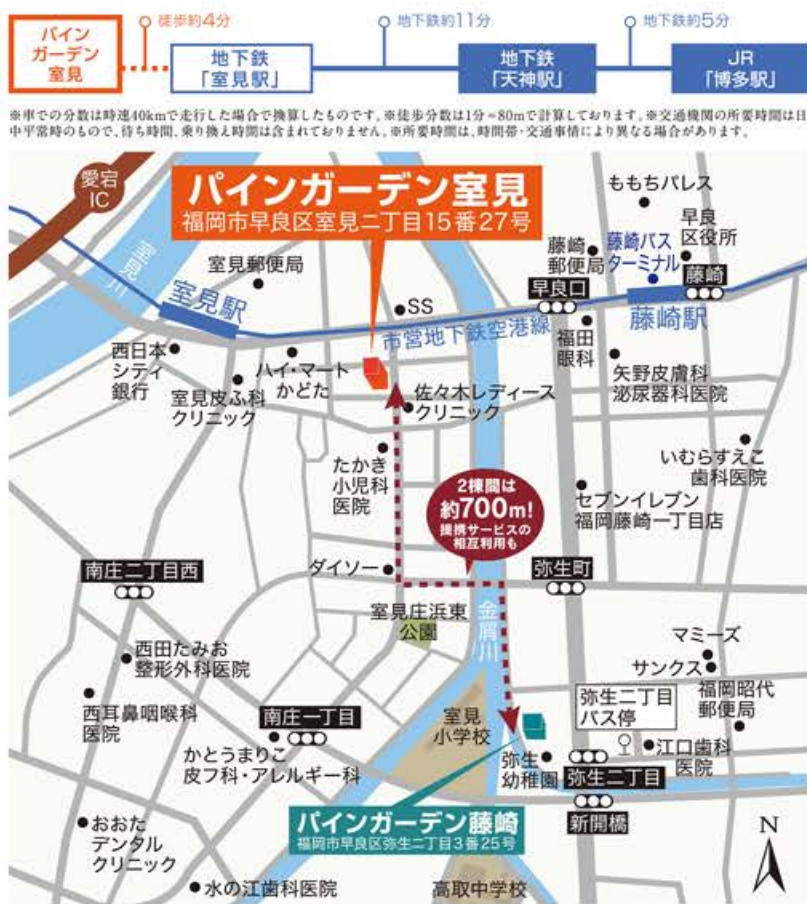 パイン
ガーデン
室見
徒歩約4分
地下鉄
「室見駅」
地下鉄約11分
地下鉄
「天神駅」
地下鉄約5分
JR
「博多駅」
※車での分数は時速40kmで走行した場合で換算したものです。※徒歩分数は1分=80mで計算しております。※交通機関の所要時間は日
中平常時のもので、待ち時間、乗り換え時間は含まれておりません。※所要時間は、時間帯・交通事情により異なる場合があります。
愛宕
IC
パインガーデン室見
福岡市早良区室見二丁目15番27号
ももちパレス
早良
区役所
藤崎バス
ターミナル
藤崎
郵便局
早良口
藤崎
室見川
室見郵便局
室見駅
SS
市営地下鉄空港線
藤崎駅
福田
眼科
西日本
シティ
銀行
ハイ・マート
かどた
室見皮ふ科
クリニック
佐々木レディース
クリニック
矢野皮膚科
泌尿器科医院
たかき
小児科
医院
いむらすえこ
歯科医院
2棟間は
約700m!
提携サービスの
相互利用も
セブンイレブン
福岡藤崎一丁目店
南庄二丁目西
ダイソー
弥生町
室見庄浜東
公園
金屑川
西田たみお
整形外科医院
マミーズ
サンクス
福岡昭代
郵便局
弥生二丁目
バス停
西耳鼻咽喉科
医院
南庄一丁目
室見
小学校
かとうまりこ
皮フ科・アレルギー科
弥生
幼稚園
江口歯科
医院
弥生二丁目
新開橋
パインガーデン藤崎
福岡市早良区弥生二丁目3番25号
おおた
デンタル
クリニック
水の江歯科医院
高取中学校
N